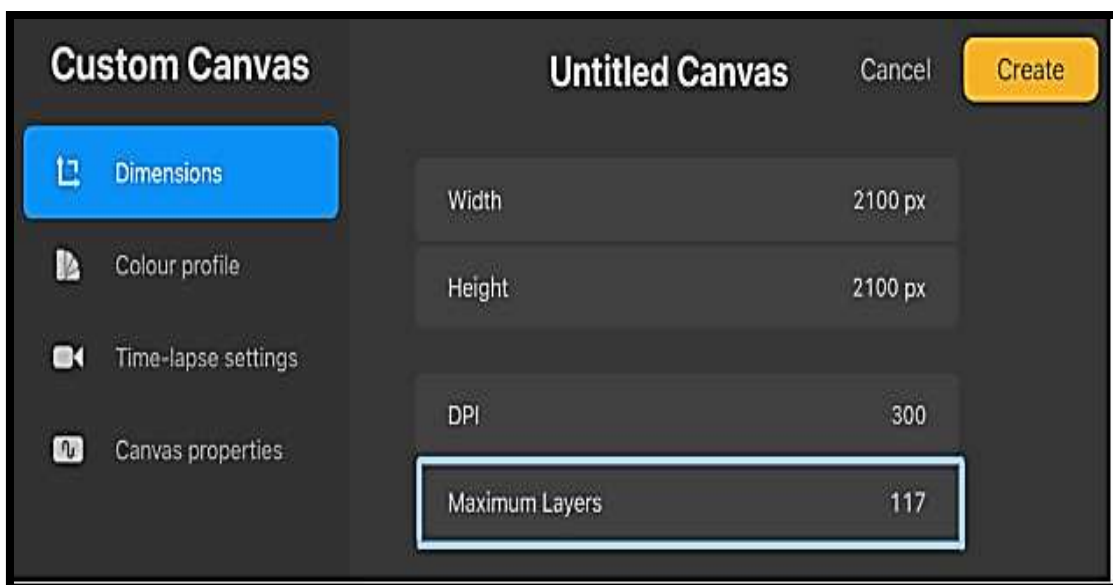 Custom Canvas
Untitled Canvas Cancel Create
Dimensions
Width 2100 px
Colour profile
Height 2100 px
Time-lapse settings
DPI 300
Canvas properties
Maximum Layers 117